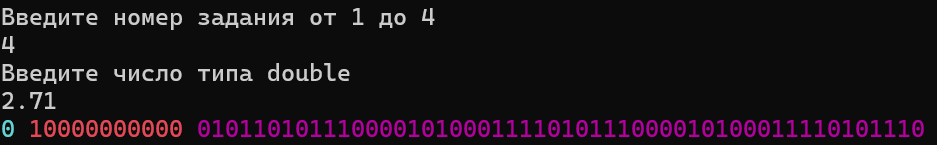 Введите номер задания от 1 до 4
4
Введите число типа double
2.71
0 10000000000 0101101011100001010001111010111000010100011110101110